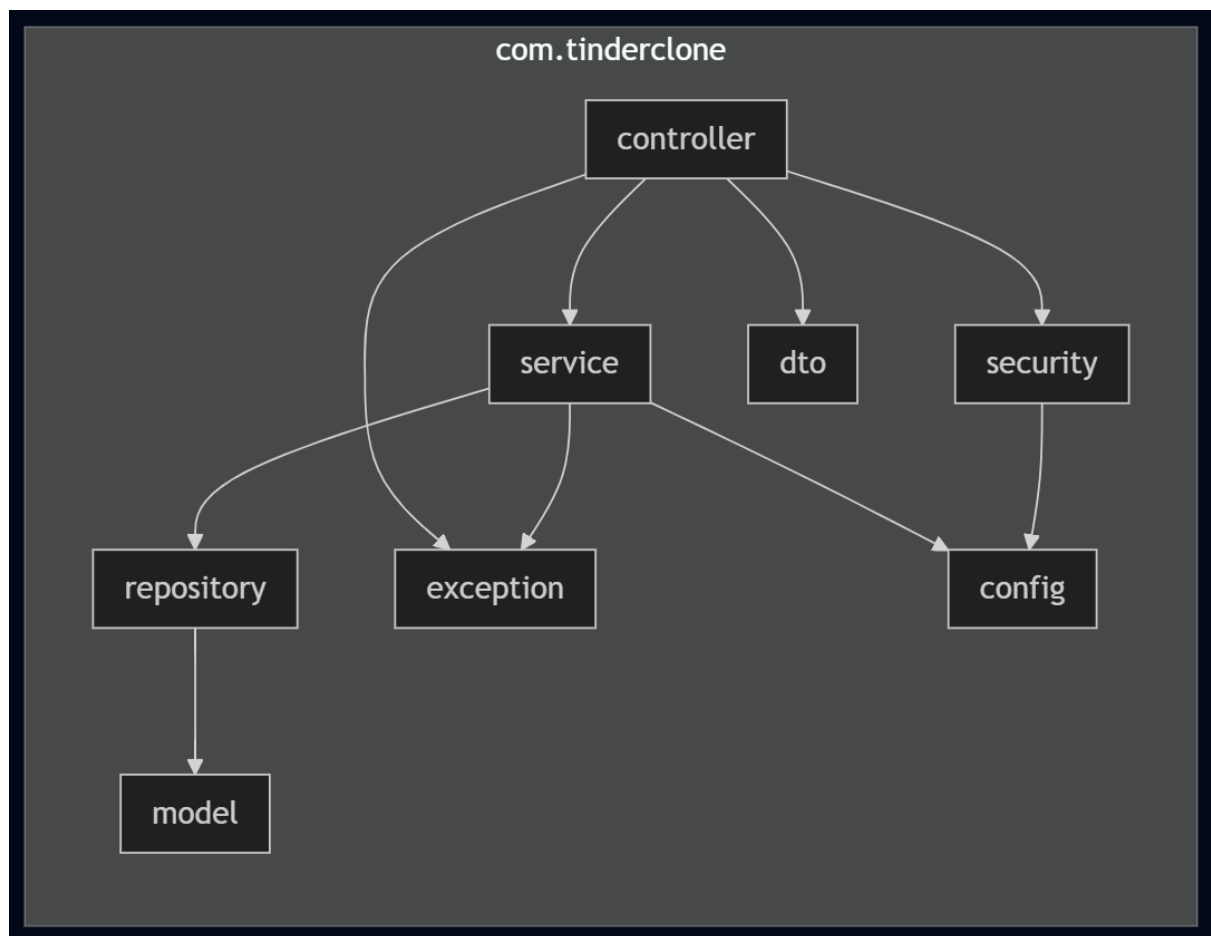 com.tinderclone
controller
service
dto
security
repository
exception
config
model